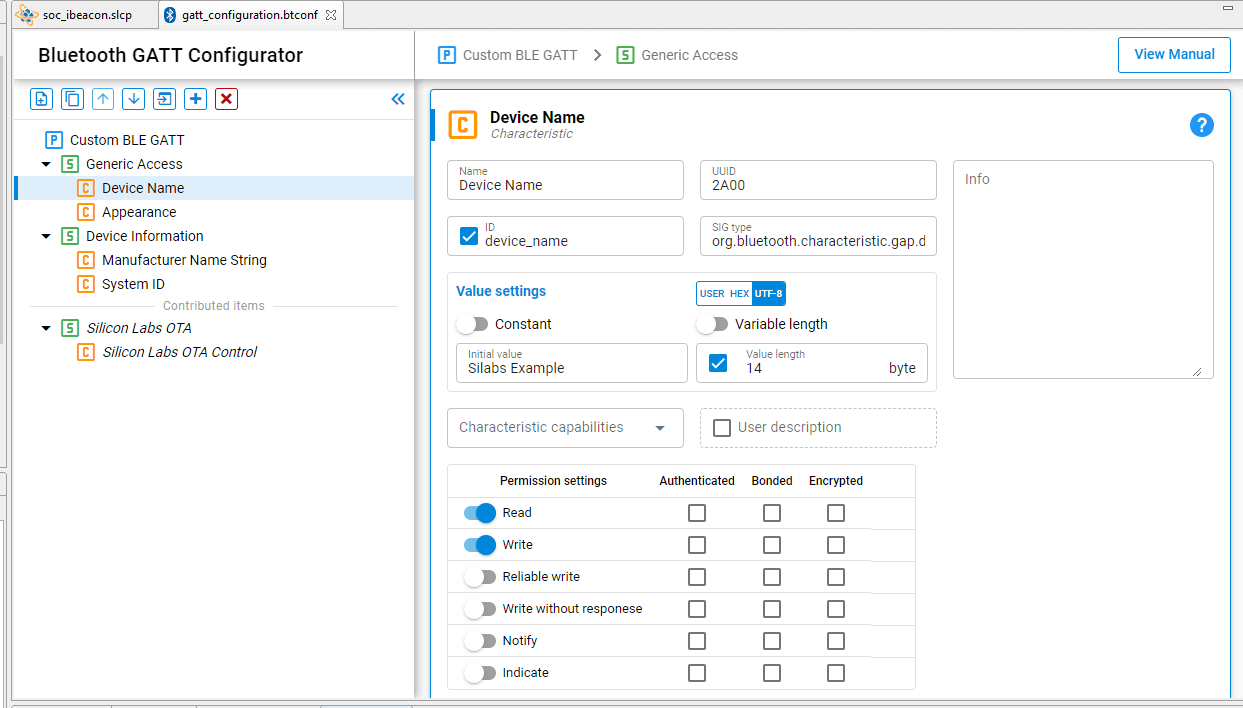 soc_ibeacon.slcp
gatt_configuration.btconf
Bluetooth GATT Configurator
P Custom BLE GATT
S Generic Access
View Manual
P Custom BLE GATT
S Generic Access
C Device Name
C Appearance
S Device Information
C Manufacturer Name String
C System ID
Contributed items
S Silicon Labs OTA
C Silicon Labs OTA Control
C Device Name
Characteristic
?
Name
Device Name
UUID
2A00
Info
ID
device_name
SIG type
org.bluetooth.characteristic.gap.d
Value settings
USER HEX UTF-8
Constant
Variable length
Initial value
Silabs Example
Value length
14 byte
Characteristic capabilities
User description
Permission settings Authenticated Bonded Encrypted
Read
Write
Reliable write
Write without responese
Notify
Indicate